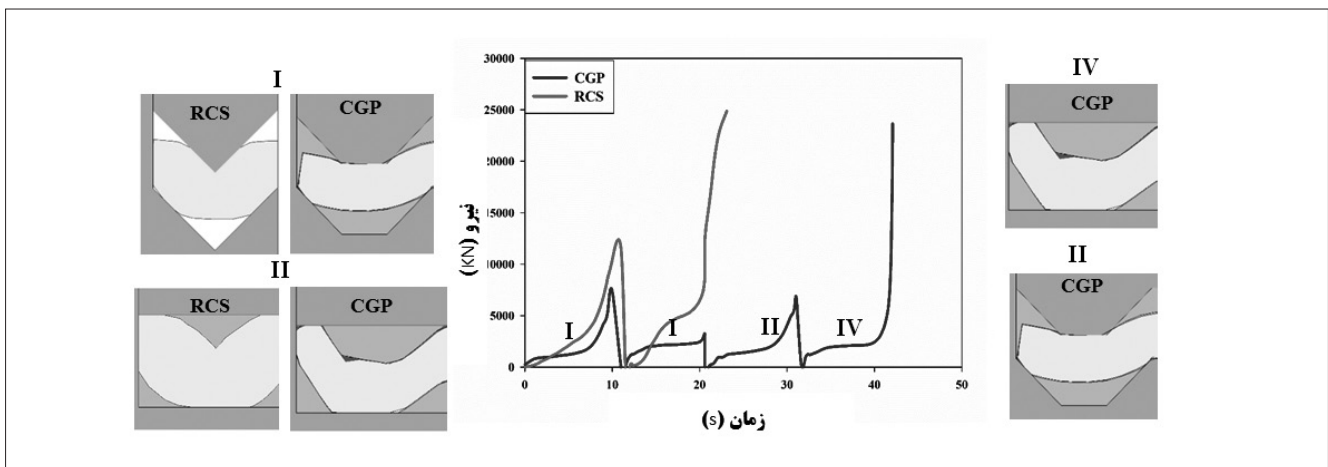 I
RCS
CGP
II
RCS
CGP
30000
25000
20000
15000
10000
5000
0
CGP
RCS
I
I
II
IV
0
10
20
30
40
50
نیرو (KN)
زمان (s)
IV
CGP
II
CGP